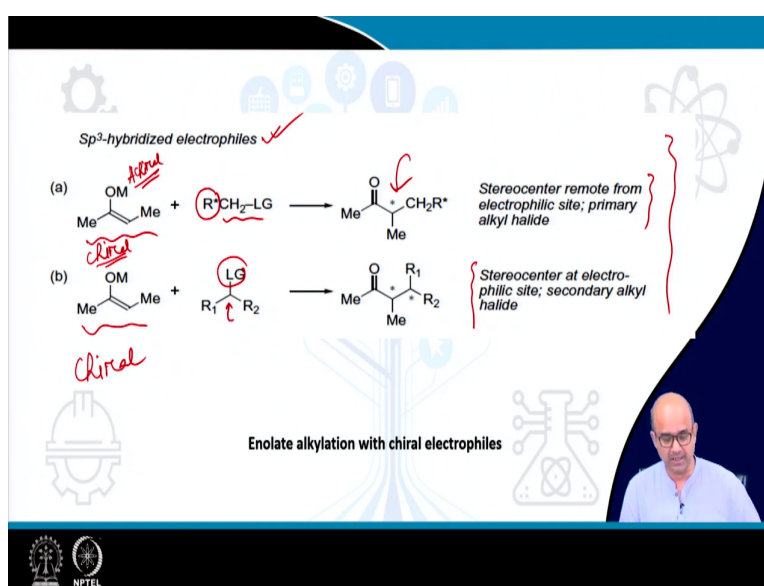 Sp³-hybridized electrophiles
(a)
OM
Achiral
Me
Me
+
R*CH₂–LG
O
Me
*
CH₂R*
Me
Stereocenter remote from
electrophilic site; primary
alkyl halide
Chiral
(b)
OM
Me
Me
+
LG
R₁
R₂
O
R₁
Me
*
*
R₂
Me
Stereocenter at electro-
philic site; secondary alkyl
halide
Chiral
Enolate alkylation with chiral electrophiles
NPTEL